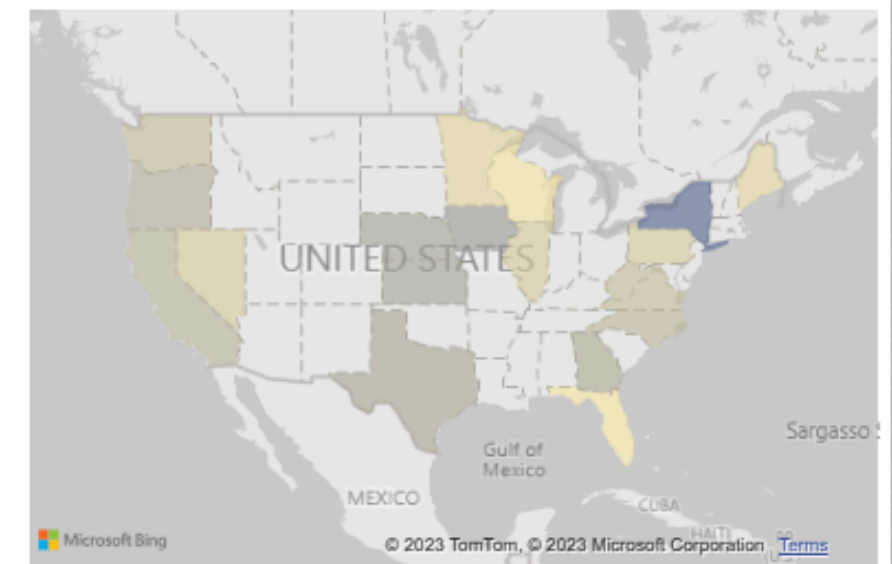 UNITED STATES
Sargasso
Gulf of
Mexico
MEXICO
CUBA
HAITI
Microsoft Bing
© 2023 TomTom, © 2023 Microsoft Corporation
Terms